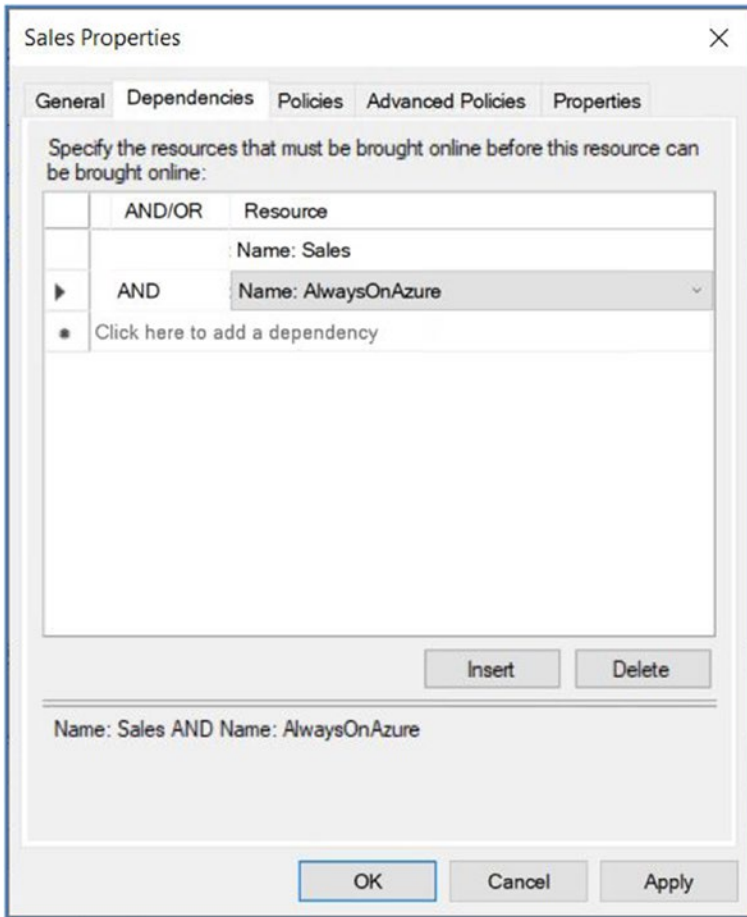 Sales Properties
General Dependencies Policies Advanced Policies Properties
Specify the resources that must be brought online before this resource can
be brought online:
AND/OR Resource
Name: Sales
AND Name: AlwaysOnAzure
Click here to add a dependency
Insert Delete
Name: Sales AND Name: AlwaysOnAzure
OK Cancel Apply